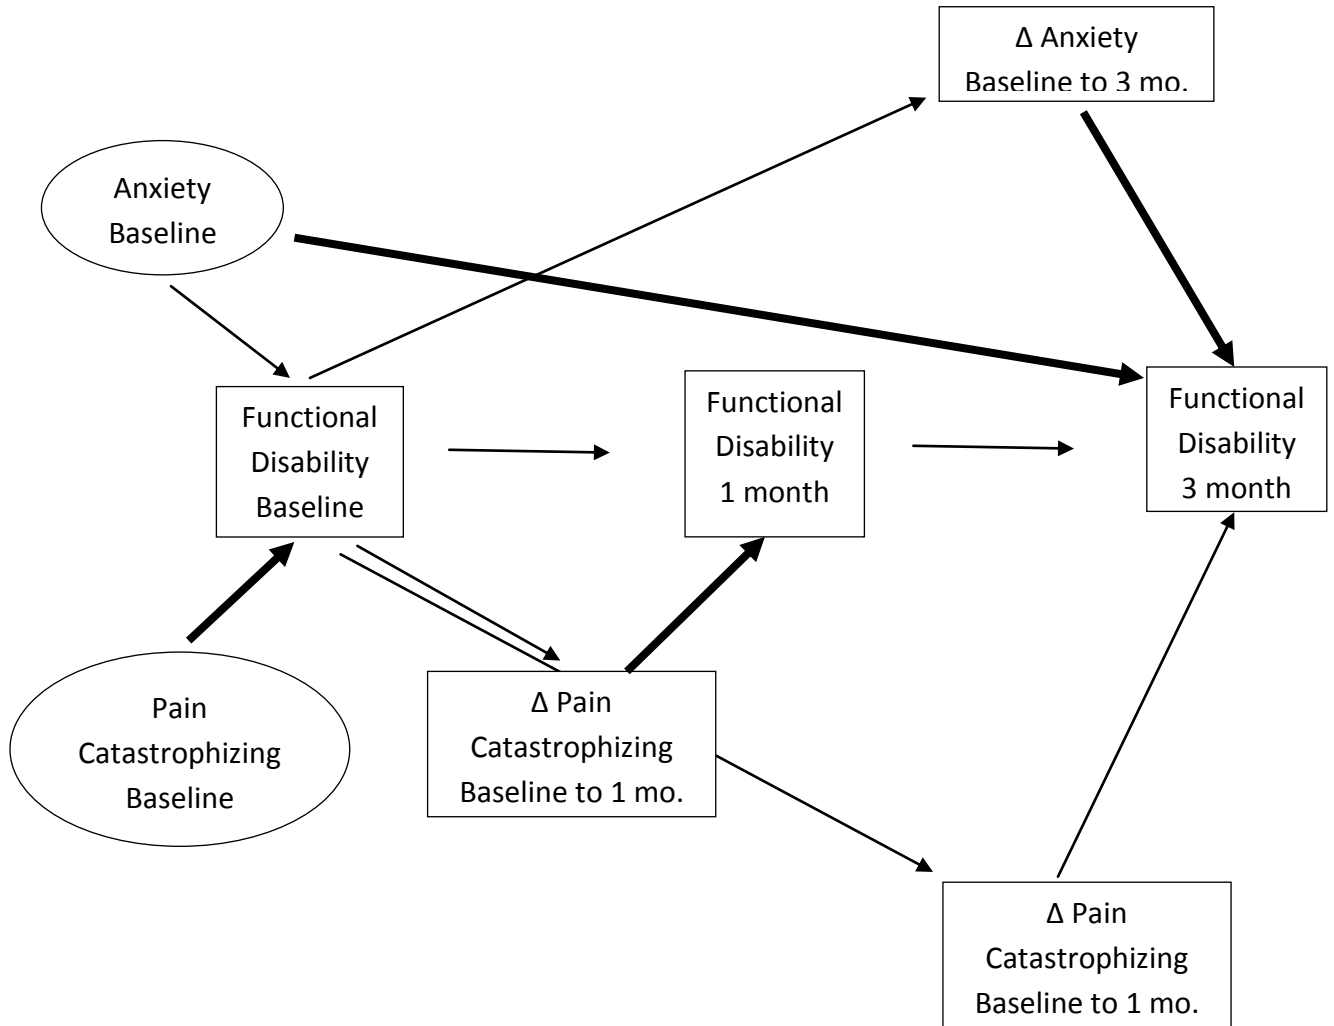 Δ Anxiety
Baseline to 3 mo.
Anxiety
Baseline
Functional
Disability
Baseline
Functional
Disability
1 month
Functional
Disability
3 month
Pain
Catastrophizing
Baseline
Δ Pain
Catastrophizing
Baseline to 1 mo.
Δ Pain
Catastrophizing
Baseline to 1 mo.